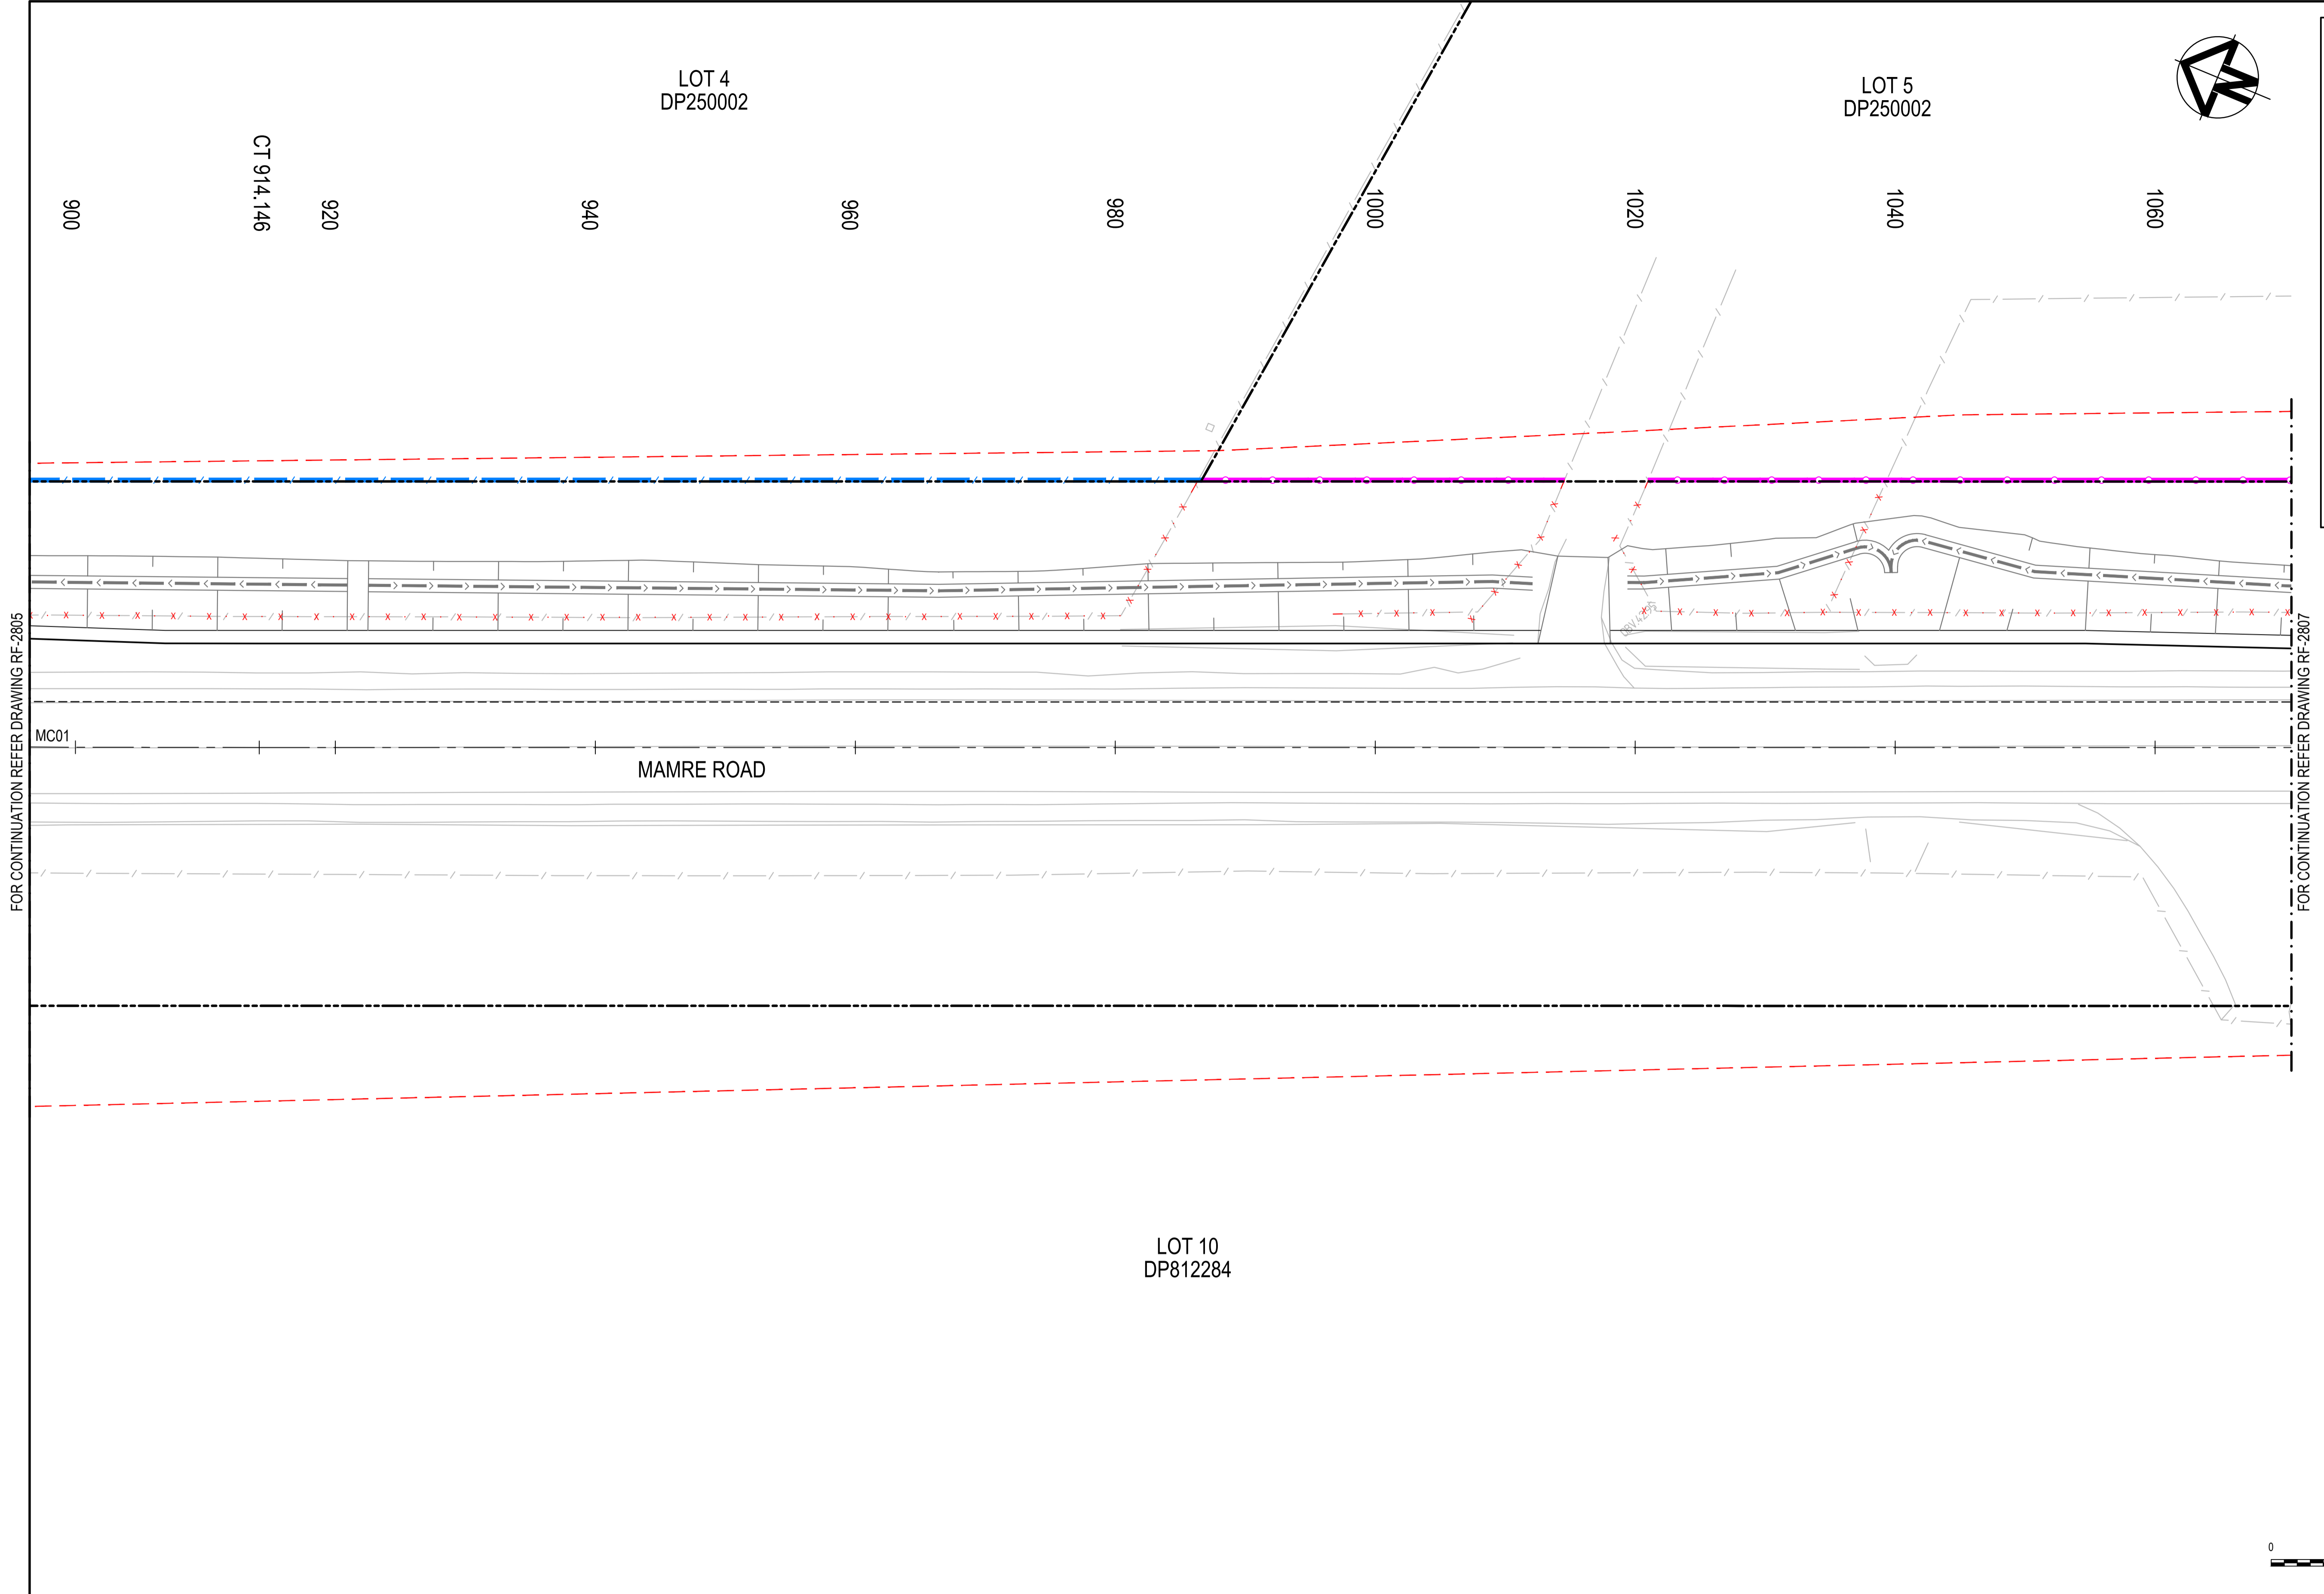 LOT 4
DP250002
LOT 5
DP250002
N
900
CT 914.146
920
940
960
980
1000
1020
1040
1060
FOR CONTINUATION REFER DRAWING RF-2805
FOR CONTINUATION REFER DRAWING RF-2807
MC01
MAMRE ROAD
LOT 10
DP812284
0